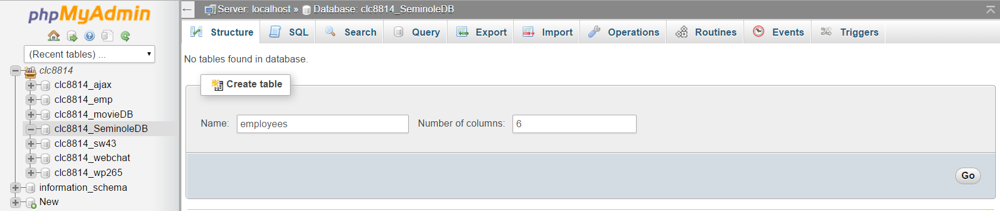 phpMyAdmin
(Recent tables) ...
clc8814
clc8814_ajax
clc8814_emp
clc8814_movieDB
clc8814_SeminoleDB
clc8814_sw43
clc8814_webchat
clc8814_wp265
information_schema
New
Server: localhost » Database: clc8814_SeminoleDB
Structure SQL Search Query Export Import Operations Routines Events Triggers
No tables found in database.
Create table
Name: employees Number of columns: 6
Go